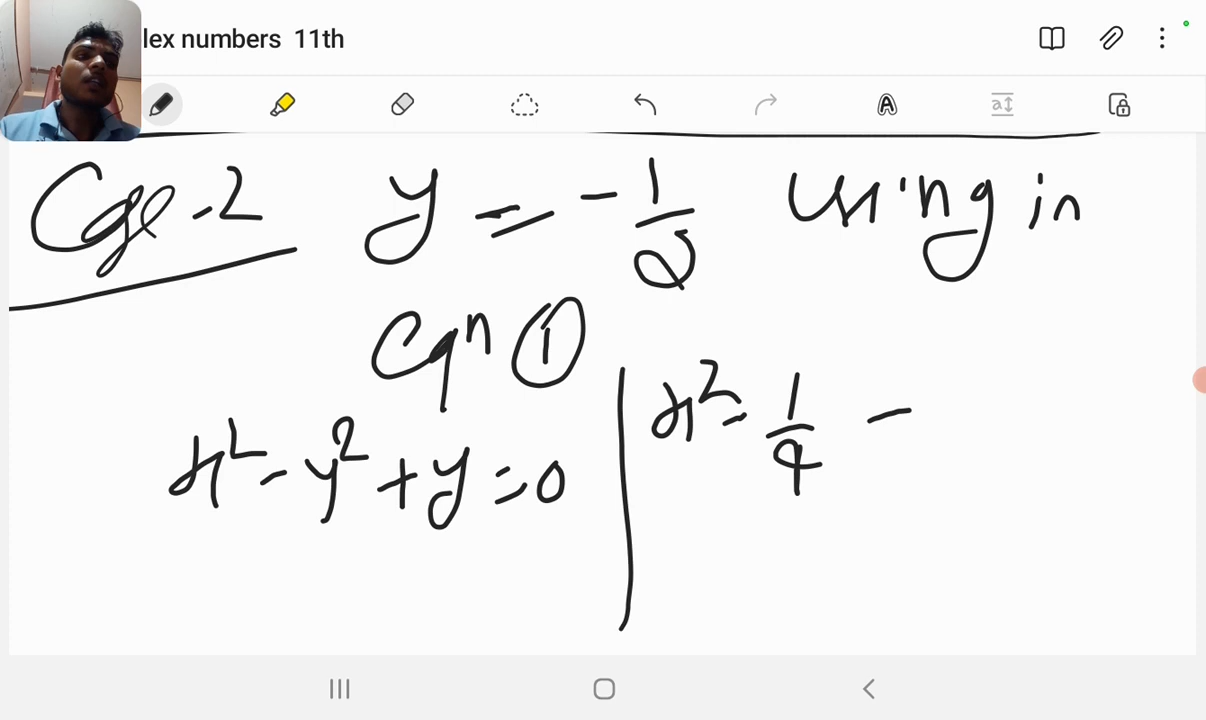 lex numbers 11th
Case-2 y = -1/2 using in
eqn ①
x² - y² + y = 0
x² - 1/4 -